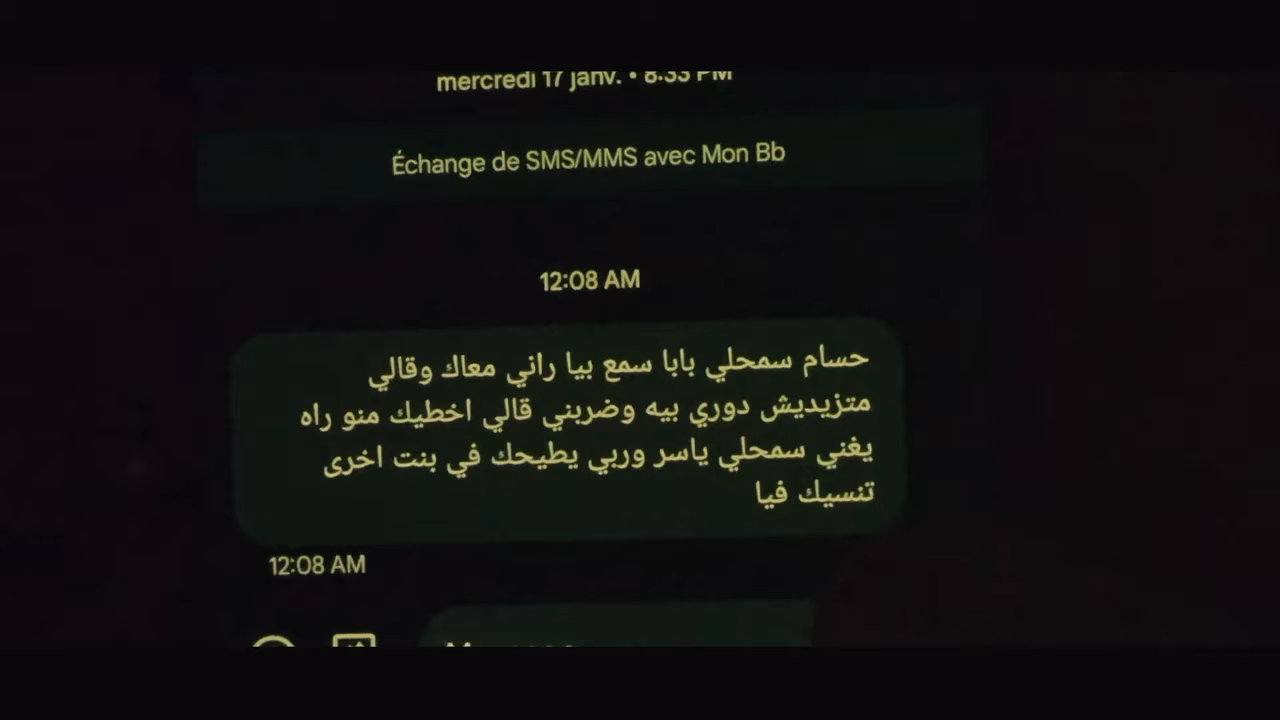 mercredi 17 janv. • 8:33 PM
Échange de SMS/MMS avec Mon Bb
12:08 AM
حسام سمحلي بابا سمع بيا راني معاك وقالي
متزيديش دوري بيه وضربني قالي اخطيك منو راه
يغني سمحلي ياسر وربي يطيحك في بنت اخرى
تنسيك فيا
12:08 AM